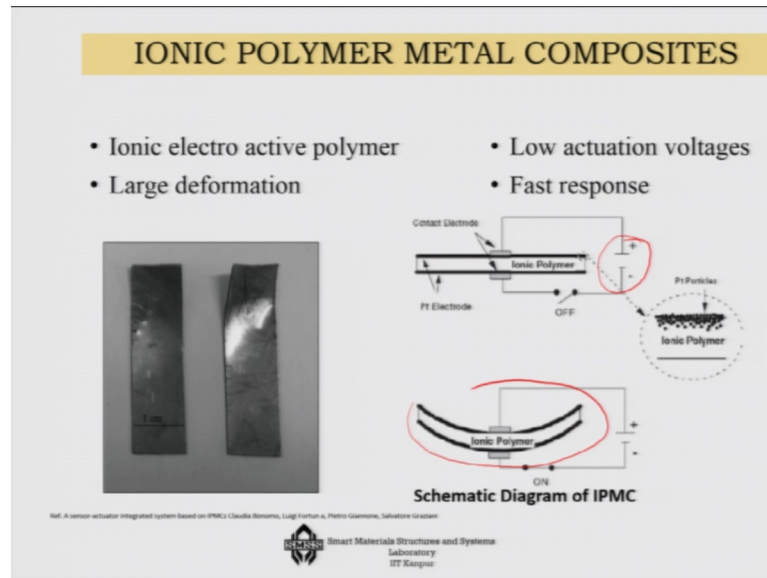 IONIC POLYMER METAL COMPOSITES
• Ionic electro active polymer
• Large deformation
• Low actuation voltages
• Fast response
1 cm
Contact Electrode
Ionic Polymer
Pt Electrode
OFF
+
-
Pt Particles
Ionic Polymer
Ionic Polymer
+
-
ON
Schematic Diagram of IPMC
Ref. A sensor-actuator integrated system based on IPMCs Claudia Bonomo, Luigi Fortun a, Pietro Giannone, Salvatore Graziani
SMSS
Smart Materials Structures and Systems
Laboratory
IIT Kanpur